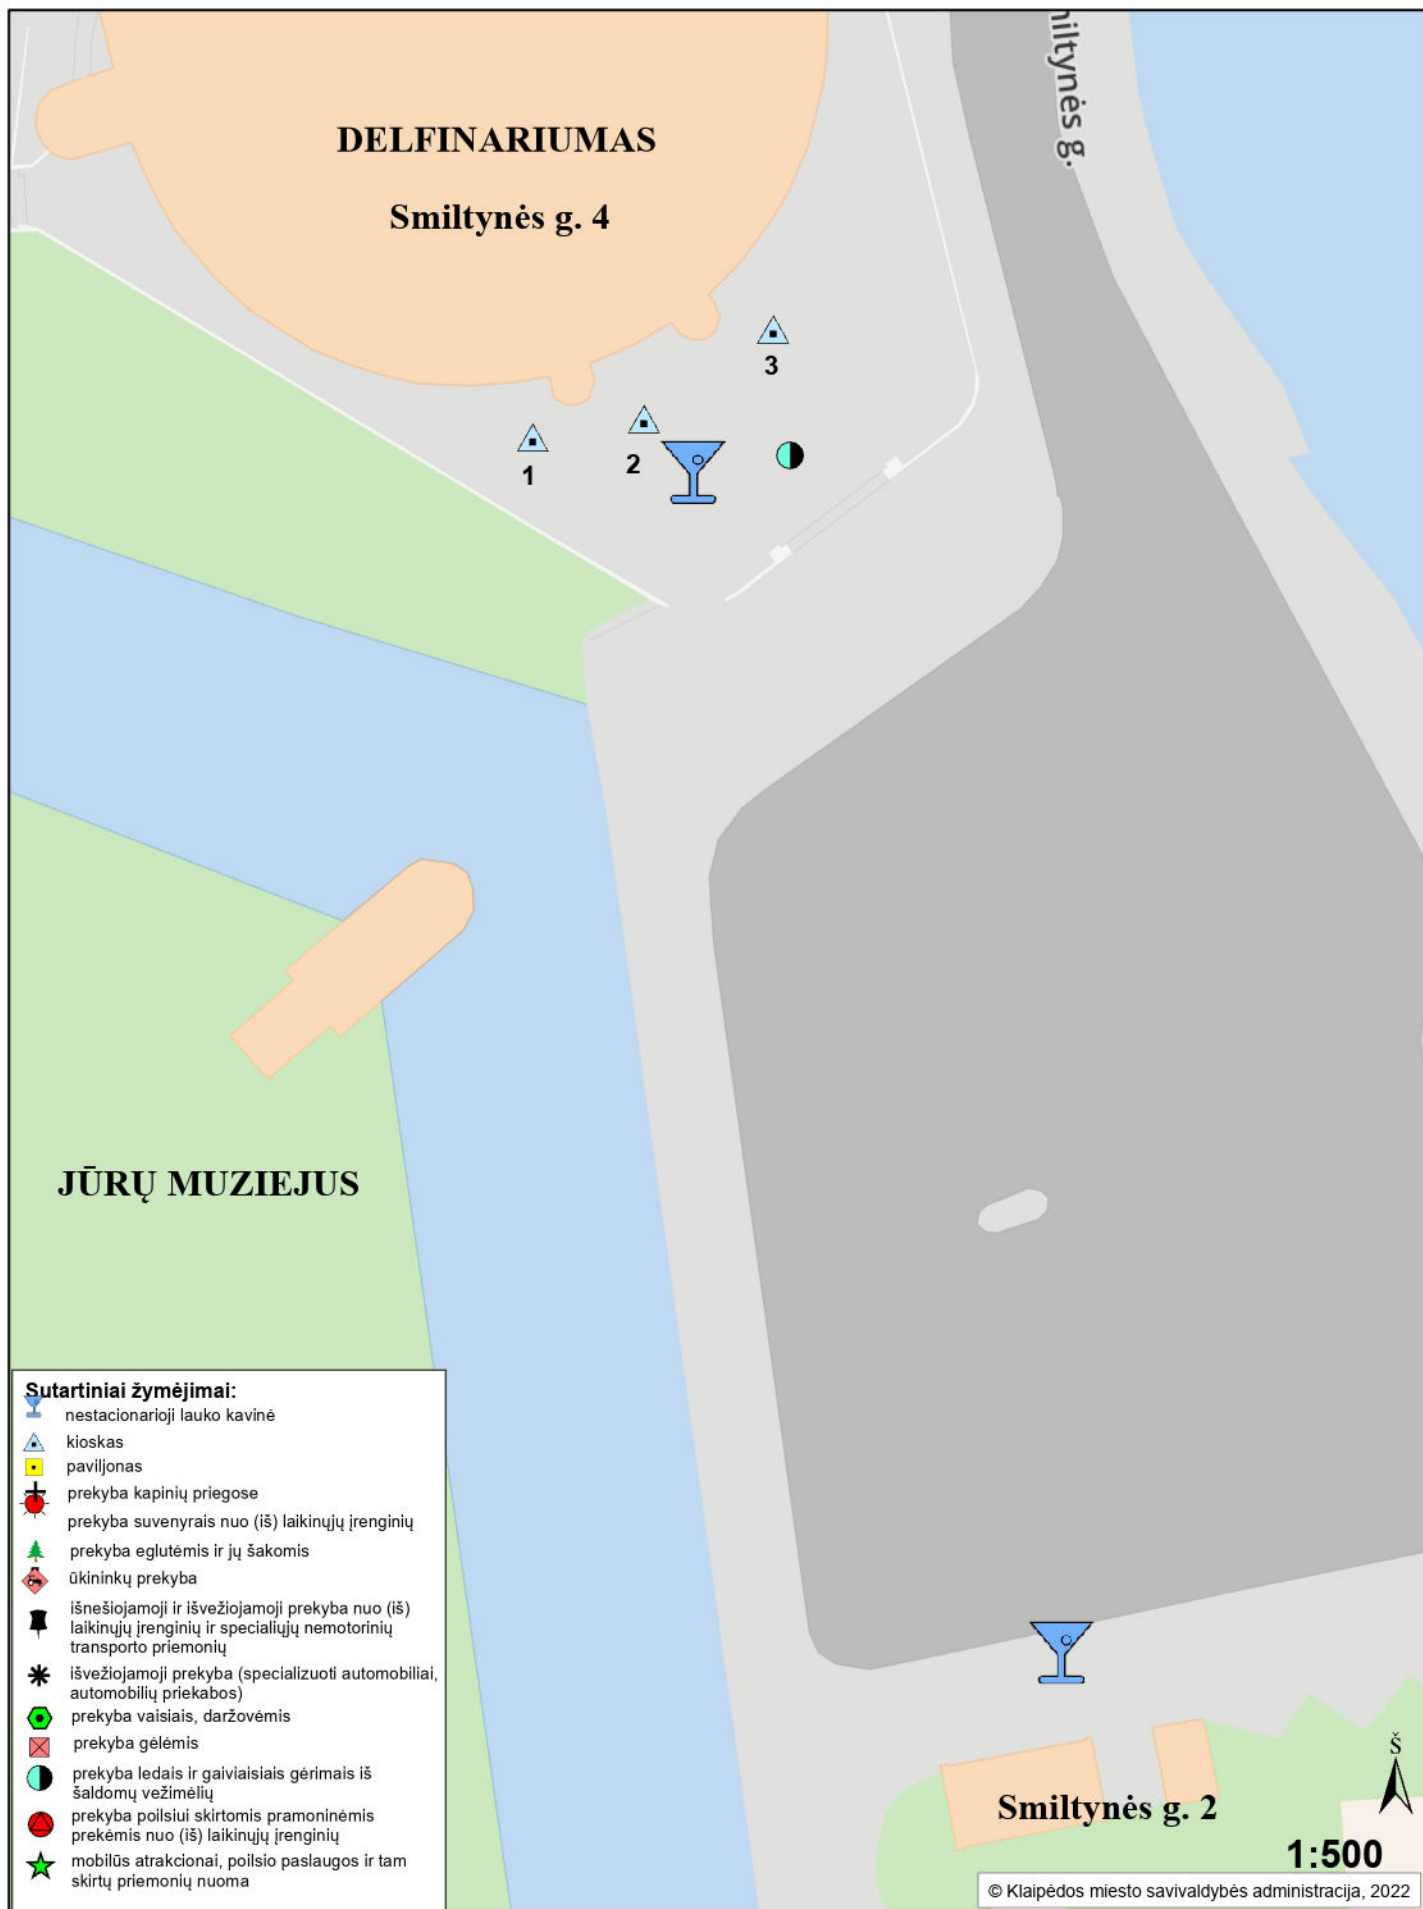 miltynės g.
DELFINARIUMAS
Smiltynės g. 4
3
1
2
JŪRŲ MUZIEJUS
Sutartiniai žymėjimai:
nestacionarioji lauko kavinė
kioskas
paviljonas
prekyba kapinių priegose
prekyba suvenyrais nuo (iš) laikinųjų įrenginių
prekyba eglutėmis ir jų šakomis
ūkininkų prekyba
išnešiojamoji ir išvežiojamoji prekyba nuo (iš)
laikinųjų įrenginių ir specialiųjų nemotorinių
transporto priemonių
išvežiojamoji prekyba (specializuoti automobiliai,
automobilių priekabos)
prekyba vaisiais, daržovėmis
prekyba gėlėmis
prekyba ledais ir gaiviaisiais gėrimais iš
šaldomų vežimėlių
prekyba poilsiui skirtomis pramoninėmis
prekėmis nuo (iš) laikinųjų įrenginių
mobilūs atrakcionai, poilsio paslaugos ir tam
skirtų priemonių nuoma
Š
Smiltynės g. 2
1:500
© Klaipėdos miesto savivaldybės administracija, 2022